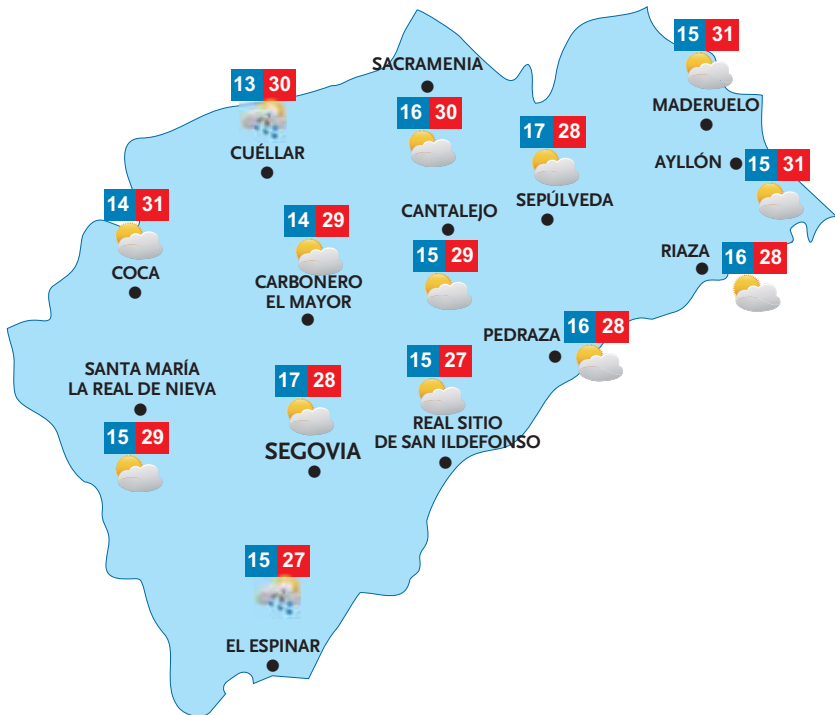 15 31
MADERUELO
SACRAMENIA
16 30
13 30
CUÉLLAR
17 28
SEPÚLVEDA
AYLLÓN
15 31
14 31
COCA
14 29
CARBONERO
EL MAYOR
CANTALEJO
15 29
RIAZA
16 28
PEDRAZA
16 28
SANTA MARÍA
LA REAL DE NIEVA
15 29
17 28
SEGOVIA
15 27
REAL SITIO
DE SAN ILDEFONSO
15 27
EL ESPINAR